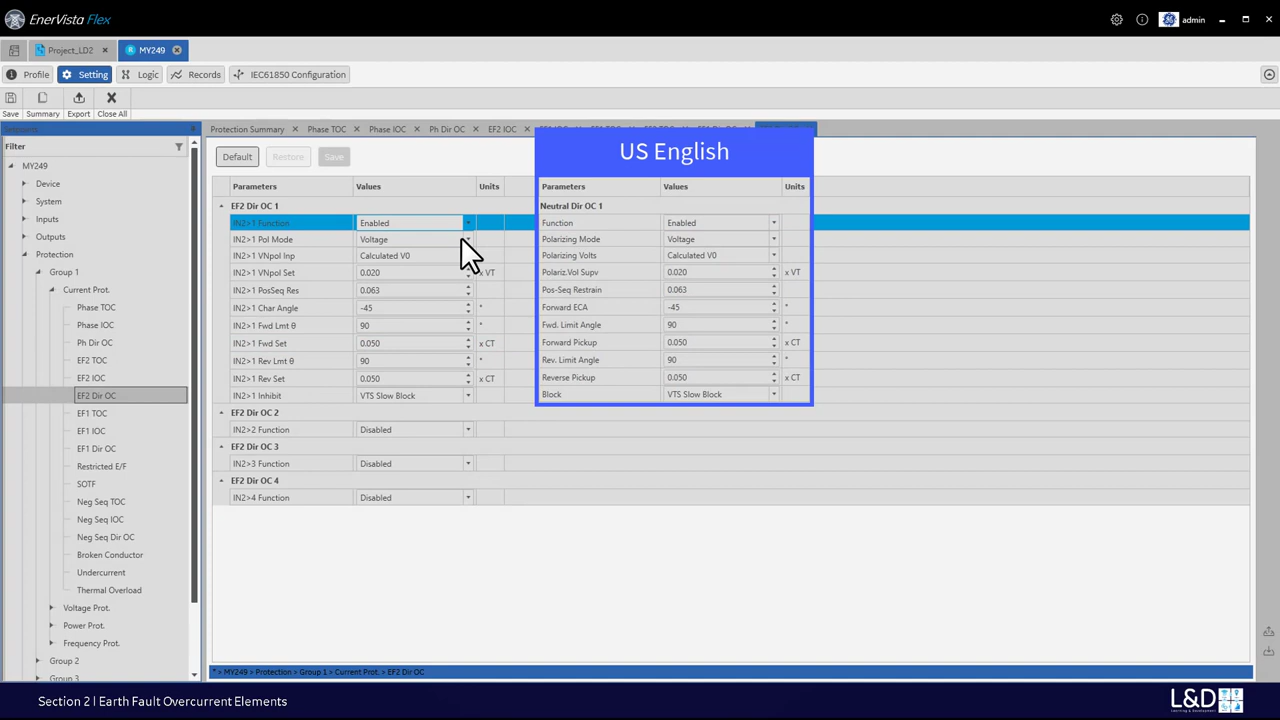 EnerVista Flex
admin
Project_LD2
MY249
Profile
Setting
Logic
Records
IEC61850 Configuration
Save
Summary
Export
Close All
Filter
MY249
Device
System
Inputs
Outputs
Protection
Group 1
Current Prot.
Phase TOC
Phase IOC
Ph Dir OC
EF2 TOC
EF2 IOC
EF2 Dir OC
EF1 TOC
EF1 IOC
EF1 Dir OC
Restricted E/F
SOTF
Neg Seq TOC
Neg Seq IOC
Neg Seq Dir OC
Broken Conductor
Undercurrent
Thermal Overload
Voltage Prot.
Power Prot.
Frequency Prot.
Group 2
Group 3
Protection Summary
Phase TOC
Phase IOC
Ph Dir OC
EF2 IOC
Default
Restore
Save
Parameters Values Units
EF2 Dir OC 1
IN2>1 Function Enabled
IN2>1 Pol Mode Voltage
IN2>1 VNpol Inp Calculated V0
IN2>1 VNpol Set 0.020 x VT
IN2>1 PosSeq Res 0.063
IN2>1 Char Angle -45 °
IN2>1 Fwd Lmt θ 90 °
IN2>1 Fwd Set 0.050 x CT
IN2>1 Rev Lmt θ 90 °
IN2>1 Rev Set 0.050 x CT
IN2>1 Inhibit VTS Slow Block
EF2 Dir OC 2
IN2>2 Function Disabled
EF2 Dir OC 3
IN2>3 Function Disabled
EF2 Dir OC 4
IN2>4 Function Disabled
US English
Parameters Values Units
Neutral Dir OC 1
Function Enabled
Polarizing Mode Voltage
Polarizing Volts Calculated V0
Polariz.Vol Supv 0.020 x VT
Pos-Seq Restrain 0.063
Forward ECA -45 °
Fwd. Limit Angle 90 °
Forward Pickup 0.050 x CT
Rev. Limit Angle 90 °
Reverse Pickup 0.050 x CT
Block VTS Slow Block
* > MY249 > Protection > Group 1 > Current Prot. > EF2 Dir OC
Section 2 | Earth Fault Overcurrent Elements
L&D
Learning & Development